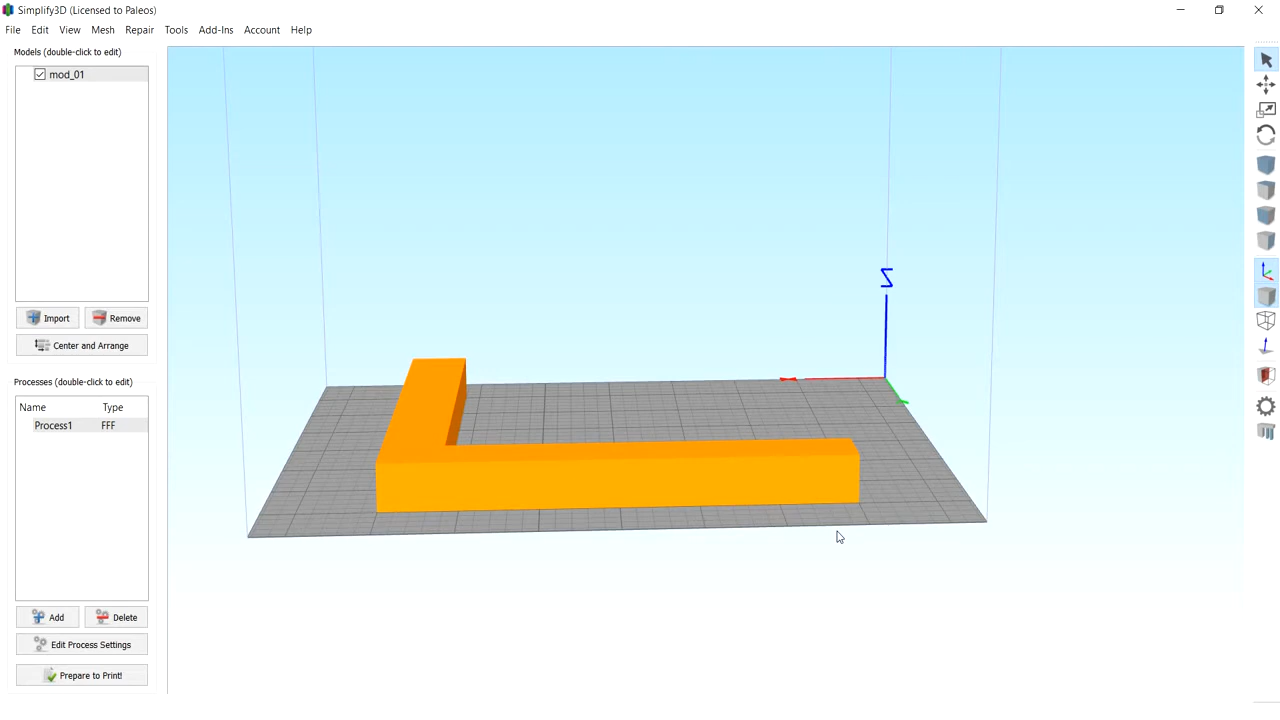 Simplify3D (Licensed to Paleos)
File Edit View Mesh Repair Tools Add-Ins Account Help
Models (double-click to edit)
mod_01
Import Remove
Center and Arrange
Processes (double-click to edit)
Name Type
Process1 FFF
Add Delete
Edit Process Settings
Prepare to Print!
Z